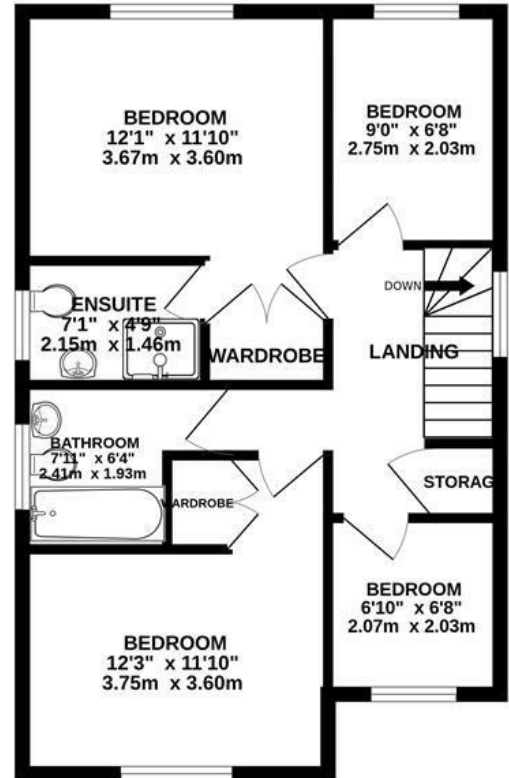 BEDROOM
12'1" x 11'10"
3.67m x 3.60m
BEDROOM
9'0" x 6'8"
2.75m x 2.03m
DOWN
ENSUITE
7'1" x 4'9"
2.15m x 1.46m
WARDROBE
LANDING
BATHROOM
7'11" x 6'4"
2.41m x 1.93m
WARDROBE
STORAG
BEDROOM
6'10" x 6'8"
2.07m x 2.03m
BEDROOM
12'3" x 11'10"
3.75m x 3.60m